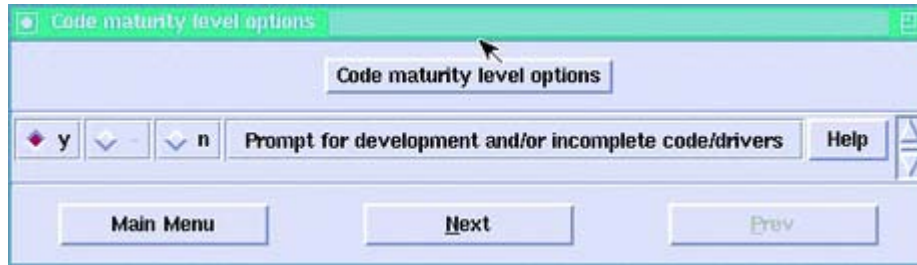 Code maturity level options
Code maturity level options
y - n Prompt for development and/or incomplete code/drivers Help
Main Menu Next Prev